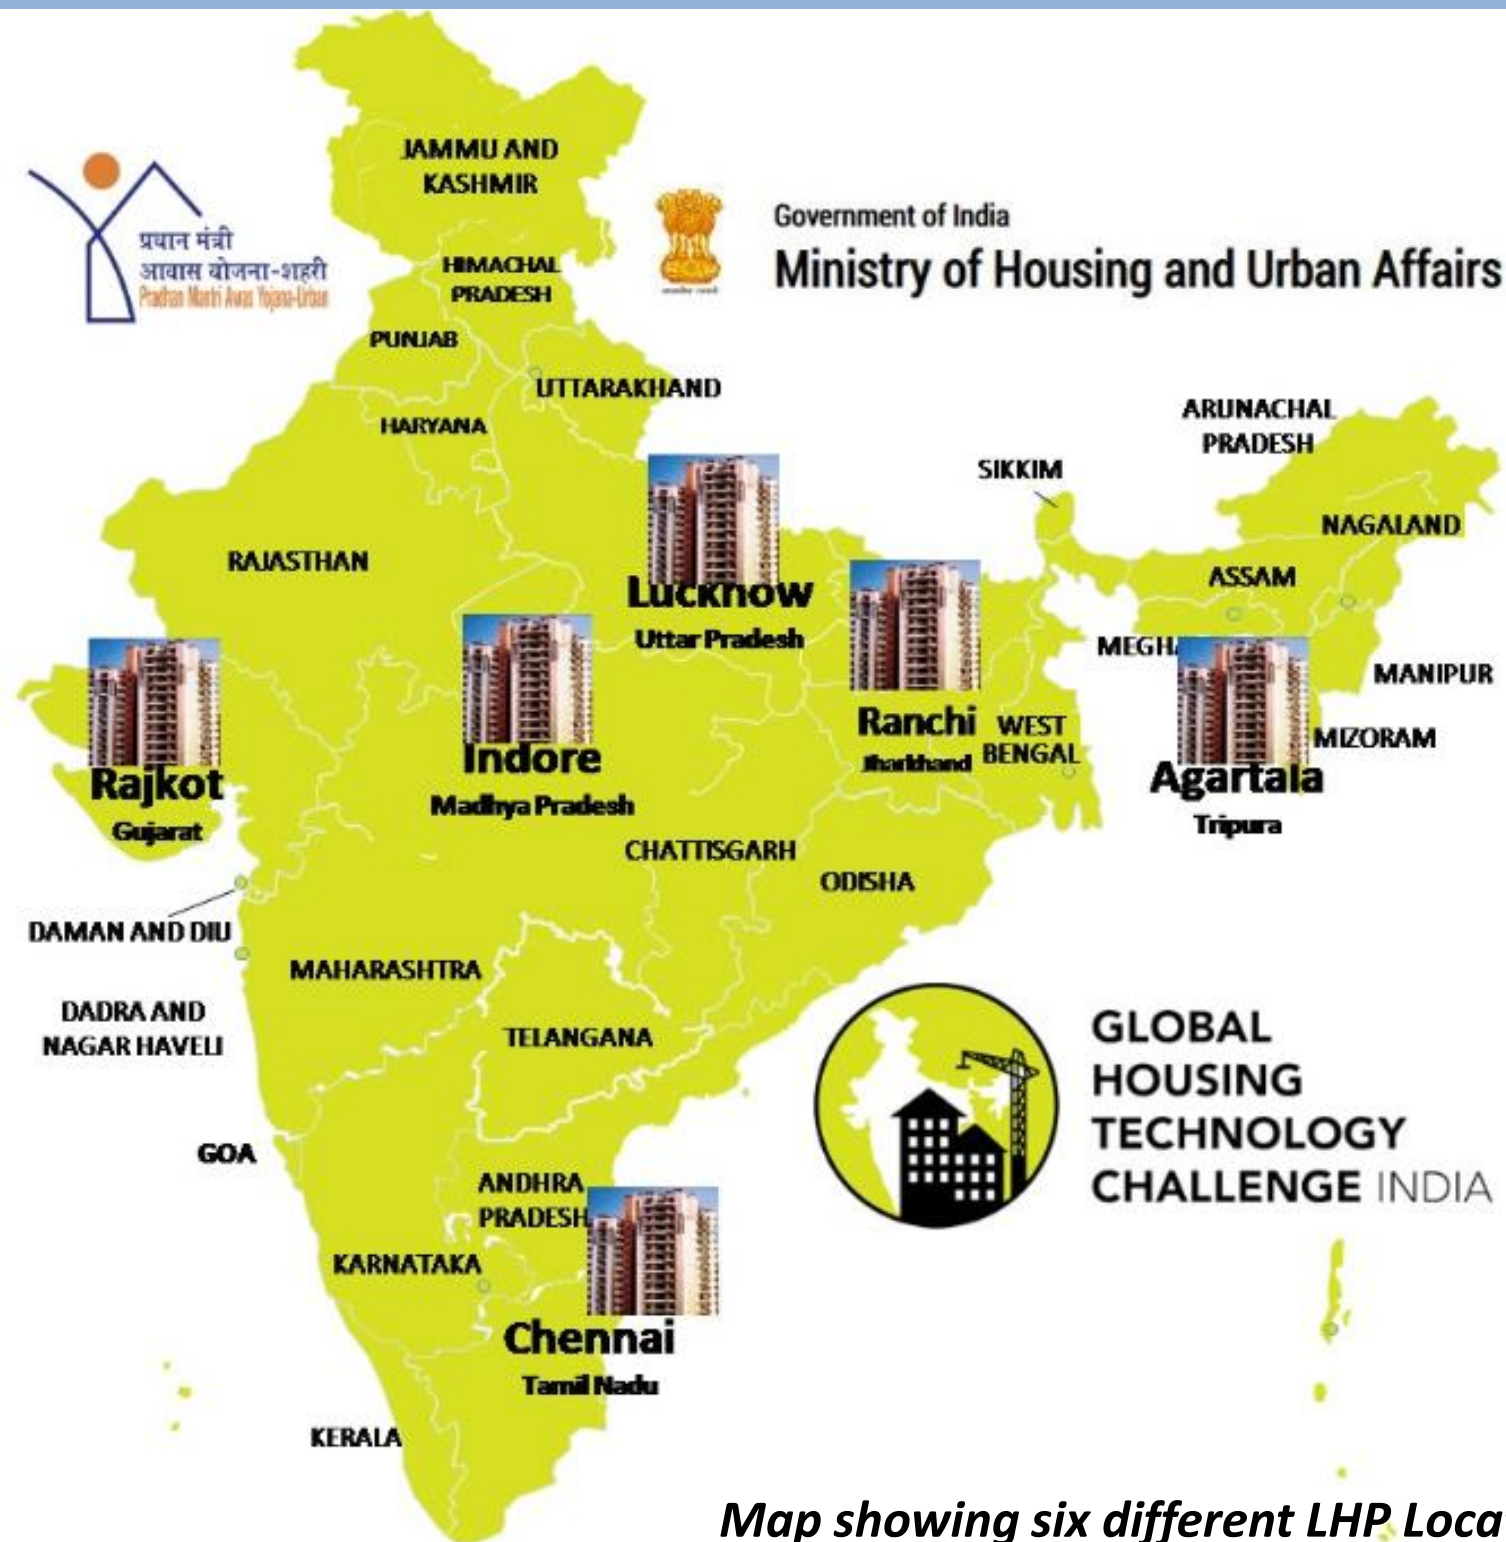 JAMMU AND
KASHMIR
प्रधान मंत्री
आवास योजना-शहरी
Pradhan Mantri Awas Yojana-Urban
Government of India
Ministry of Housing and Urban Affairs
HIMACHAL
PRADESH
PUNJAB
UTTARAKHAND
HARYANA
ARUNACHAL
PRADESH
SIKKIM
NAGALAND
RAJASTHAN
ASSAM
Lucknow
Uttar Pradesh
MEGHA
MANIPUR
Ranchi
Jharkhand
WEST
BENGAL
MIZORAM
Indore
Madhya Pradesh
Rajkot
Gujarat
Agartala
Tripura
CHATTISGARH
ODISHA
DAMAN AND DIU
MAHARASHTRA
DADRA AND
NAGAR HAVELI
TELANGANA
GLOBAL
HOUSING
TECHNOLOGY
CHALLENGE INDIA
GOA
ANDHRA
PRADESH
KARNATAKA
Chennai
Tamil Nadu
KERALA
Map showing six different LHP Loca